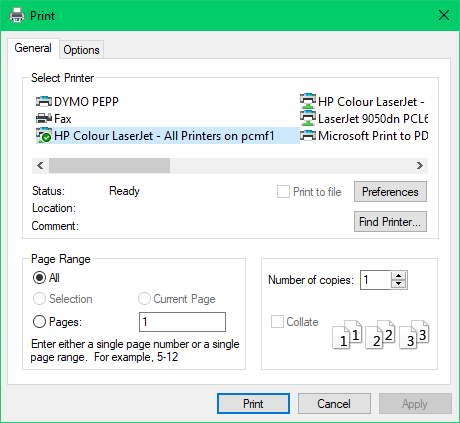 Print
General
Options
Select Printer
DYMO PEPP
Fax
HP Colour LaserJet - All Printers on pcmf1
HP Colour LaserJet -
LaserJet 9050dn PCL6
Microsoft Print to PD
Status: Ready
Location:
Comment:
Print to file
Preferences
Find Printer...
Page Range
All
Selection
Current Page
Pages: 1
Enter either a single page number or a single
page range. For example, 5-12
Number of copies: 1
Collate
1 1 2 2 3 3
Print
Cancel
Apply